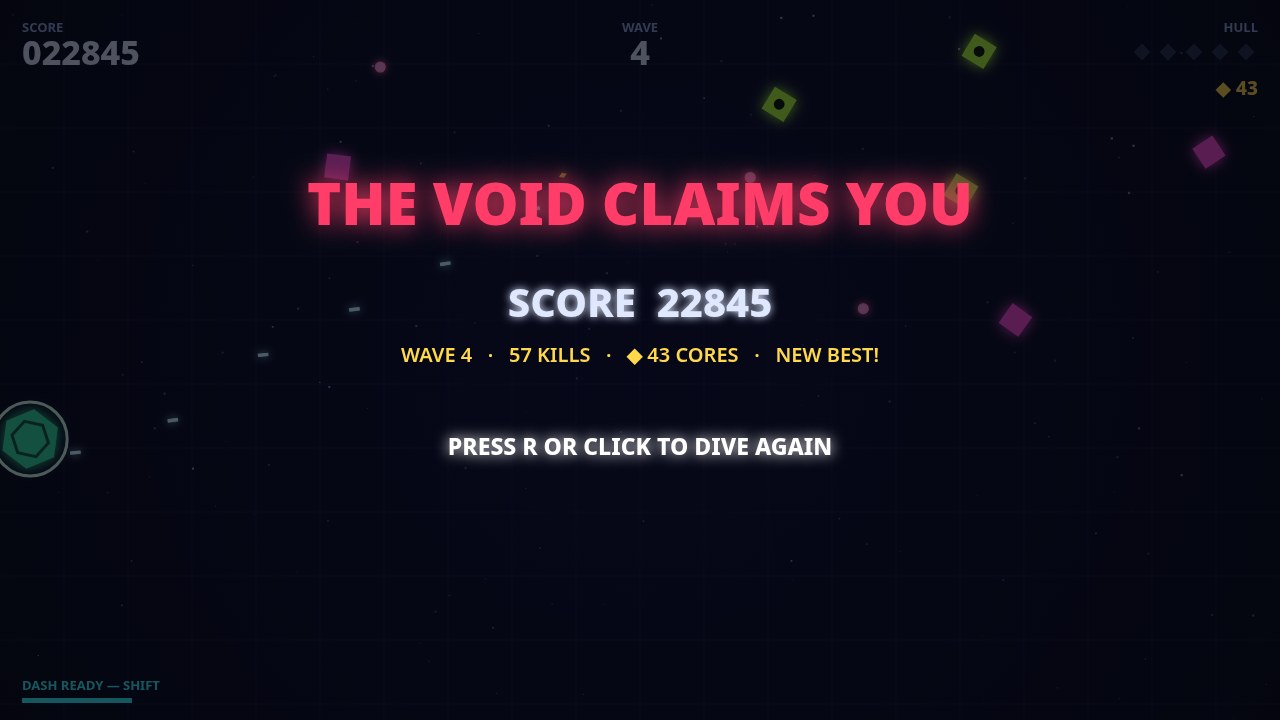 SCORE
022845
WAVE
4
HULL
◆ 43
THE VOID CLAIMS YOU
SCORE 22845
WAVE 4 · 57 KILLS · ◆ 43 CORES · NEW BEST!
PRESS R OR CLICK TO DIVE AGAIN
DASH READY — SHIFT